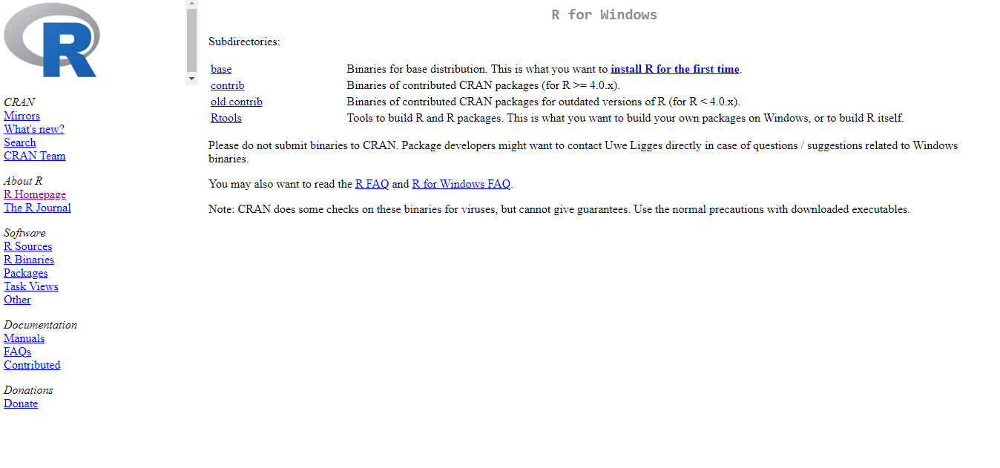 R
CRAN
Mirrors
What's new?
Search
CRAN Team
About R
R Homepage
The R Journal
Software
R Sources
R Binaries
Packages
Task Views
Other
Documentation
Manuals
FAQs
Contributed
Donations
Donate
R for Windows
Subdirectories:
base Binaries for base distribution. This is what you want to install R for the first time.
contrib Binaries of contributed CRAN packages (for R >= 4.0.x).
old contrib Binaries of contributed CRAN packages for outdated versions of R (for R < 4.0.x).
Rtools Tools to build R and R packages. This is what you want to build your own packages on Windows, or to build R itself.
Please do not submit binaries to CRAN. Package developers might want to contact Uwe Ligges directly in case of questions / suggestions related to Windows
binaries.
You may also want to read the R FAQ and R for Windows FAQ.
Note: CRAN does some checks on these binaries for viruses, but cannot give guarantees. Use the normal precautions with downloaded executables.